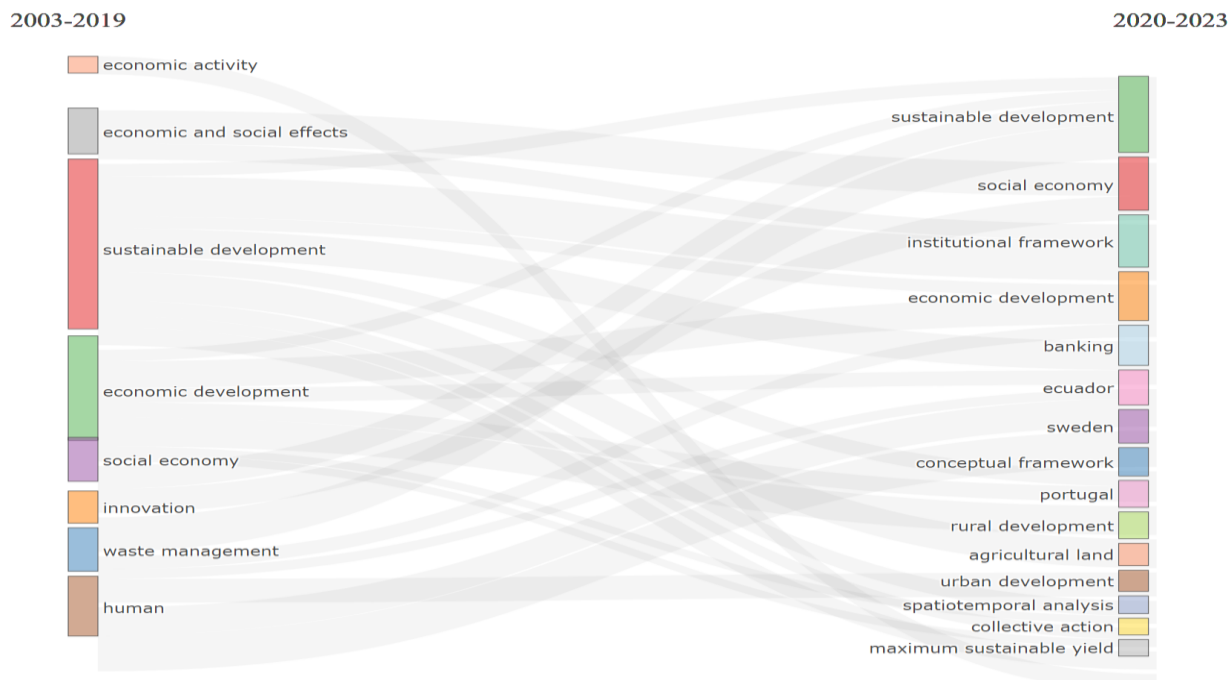 2003-2019
economic activity
economic and social effects
sustainable development
economic development
social economy
innovation
waste management
human
2020-2023
sustainable development
social economy
institutional framework
economic development
banking
ecuador
sweden
conceptual framework
portugal
rural development
agricultural land
urban development
spatiotemporal analysis
collective action
maximum sustainable yield